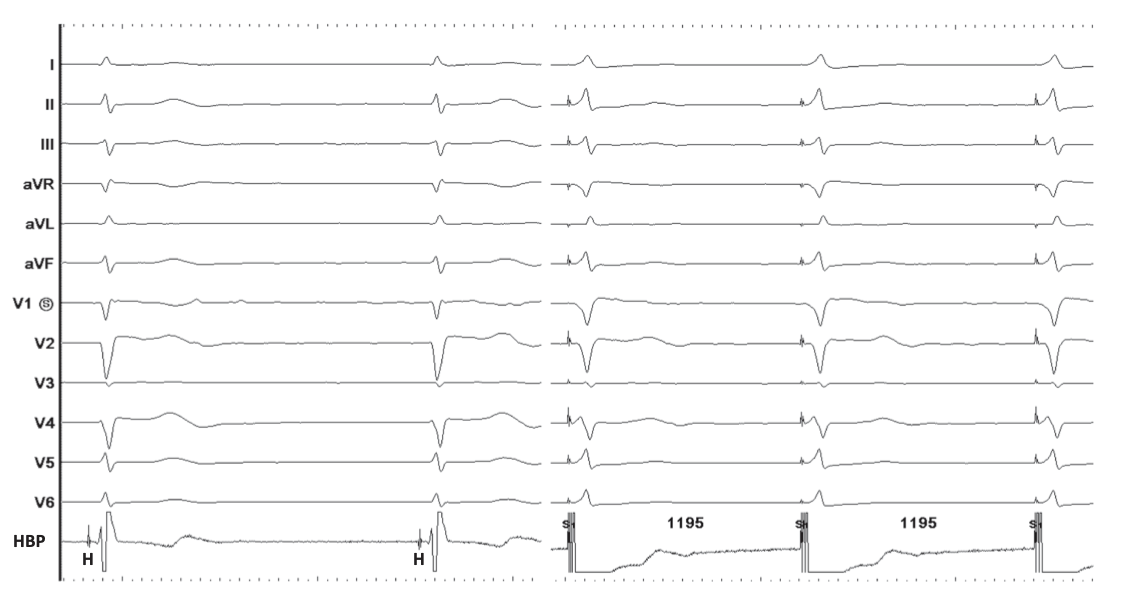 I
II
III
aVR
aVL
aVF
V1 Ⓢ
V2
V3
V4
V5
V6
HBP
H H
S 1195 S 1195 S